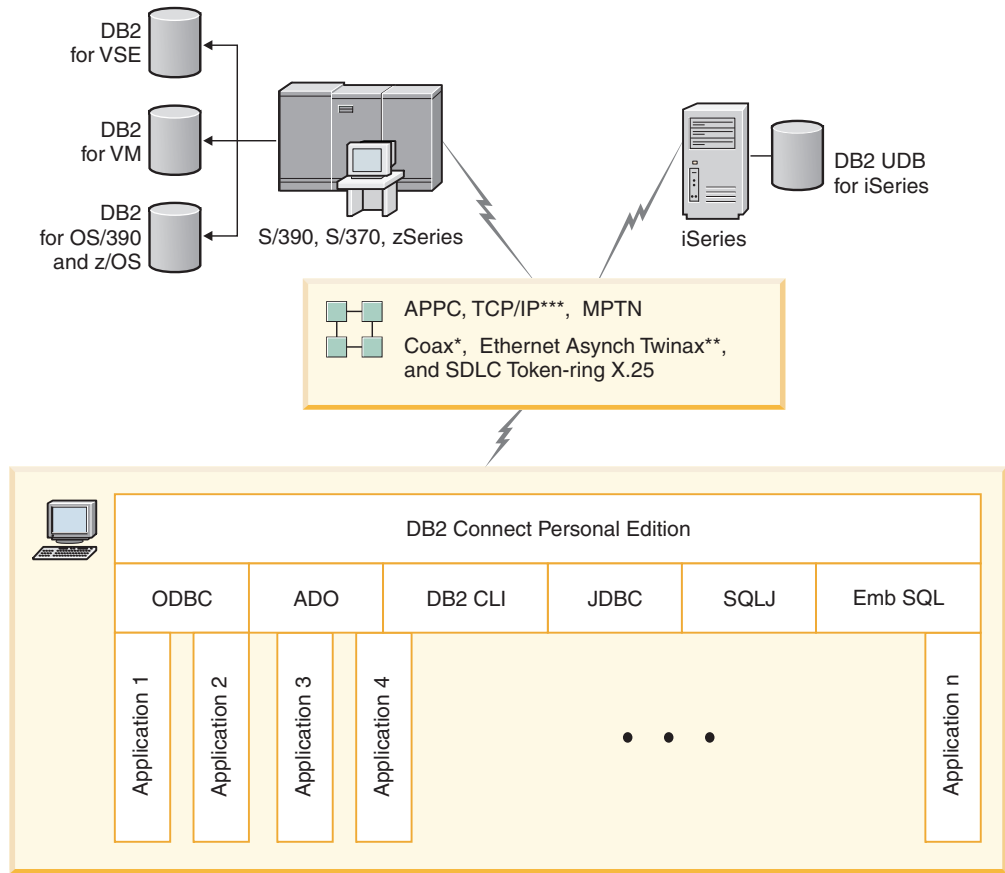 DB2
for VSE
DB2
for VM
DB2
for OS/390
and z/OS
S/390, S/370, zSeries
iSeries
DB2 UDB
for iSeries
APPC, TCP/IP***, MPTN
Coax*, Ethernet Asynch Twinax**,
and SDLC Token-ring X.25
DB2 Connect Personal Edition
ODBC
ADO
DB2 CLI
JDBC
SQLJ
Emb SQL
Application 1
Application 2
Application 3
Application 4
• • •
Application n